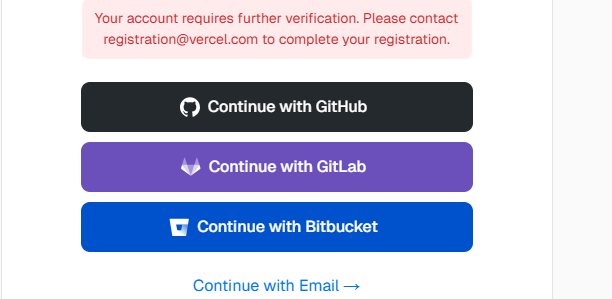 Your account requires further verification. Please contact
registration@vercel.com to complete your registration.
Continue with GitHub
Continue with GitLab
Continue with Bitbucket
Continue with Email →